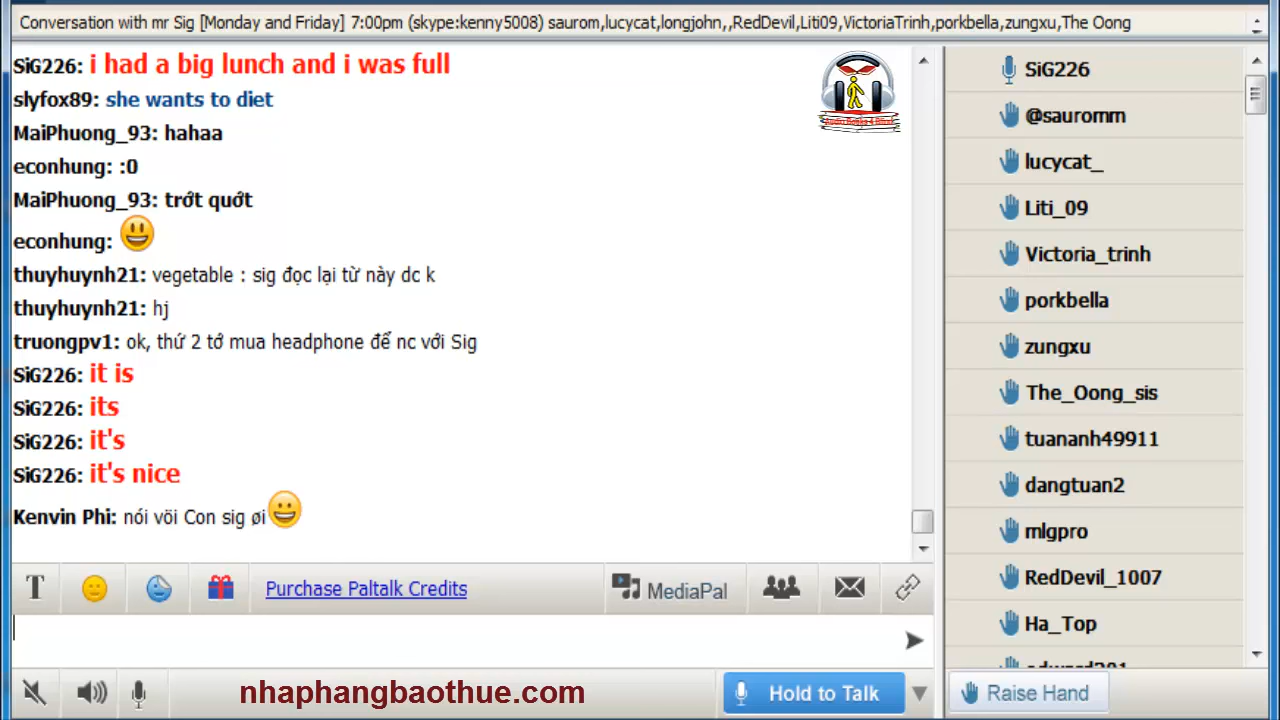 Conversation with mr Sig [Monday and Friday] 7:00pm (skype:kenny5008) saurom,lucycat,longjohn,,RedDevil,Liti09,VictoriaTrinh,porkbella,zungxu,The Oong
SiG226: i had a big lunch and i was full
slyfox89: she wants to diet
MaiPhuong_93: hahaa
econhung: :0
MaiPhuong_93: trớt quớt
econhung:
thuyhuynh21: vegetable : sig đọc lại từ này dc k
thuyhuynh21: hj
truongpv1: ok, thứ 2 tớ mua headphone để nc với Sig
SiG226: it is
SiG226: its
SiG226: it's
SiG226: it's nice
Kenvin Phi: nói vöi Con sig øi
T
Purchase Paltalk Credits
MediaPal
nhaphangbaothue.com
Hold to Talk
SiG226
@sauromm
lucycat_
Liti_09
Victoria_trinh
porkbella
zungxu
The_Oong_sis
tuananh49911
dangtuan2
mlgpro
RedDevil_1007
Ha_Top
Raise Hand